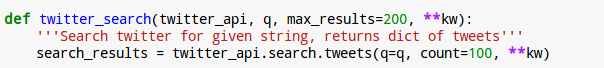 def twitter_search(twitter_api, q, max_results=200, **kw):
    '''Search twitter for given string, returns dict of tweets'''
    search_results = twitter_api.search.tweets(q=q, count=100, **kw)